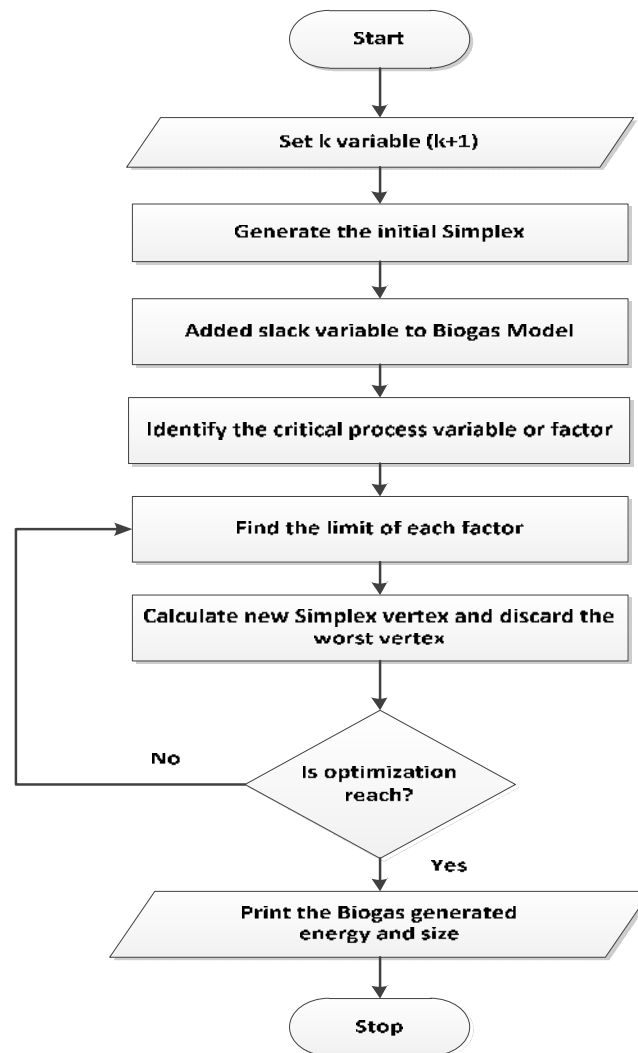 Start
Set k variable (k+1)
Generate the initial Simplex
Added slack variable to Biogas Model
Identify the critical process variable or factor
Find the limit of each factor
Calculate new Simplex vertex and discard the
worst vertex
No
Is optimization
reach?
Yes
Print the Biogas generated
energy and size
Stop